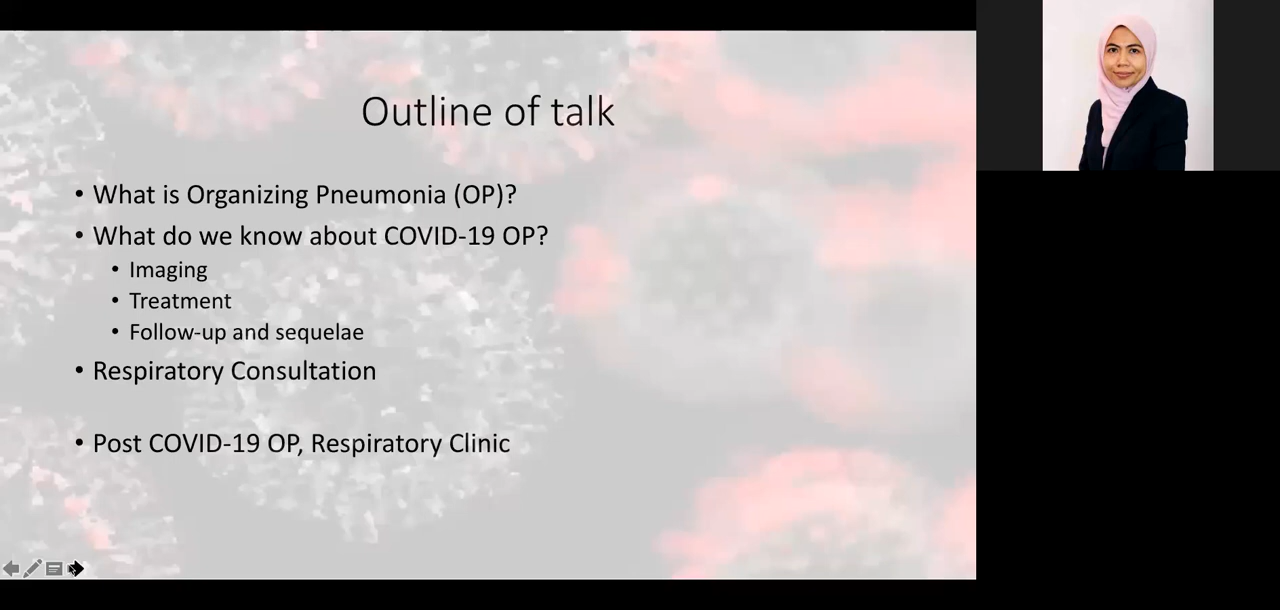 Outline of talk
• What is Organizing Pneumonia (OP)?
• What do we know about COVID-19 OP?
• Imaging
• Treatment
• Follow-up and sequelae
• Respiratory Consultation
• Post COVID-19 OP, Respiratory Clinic